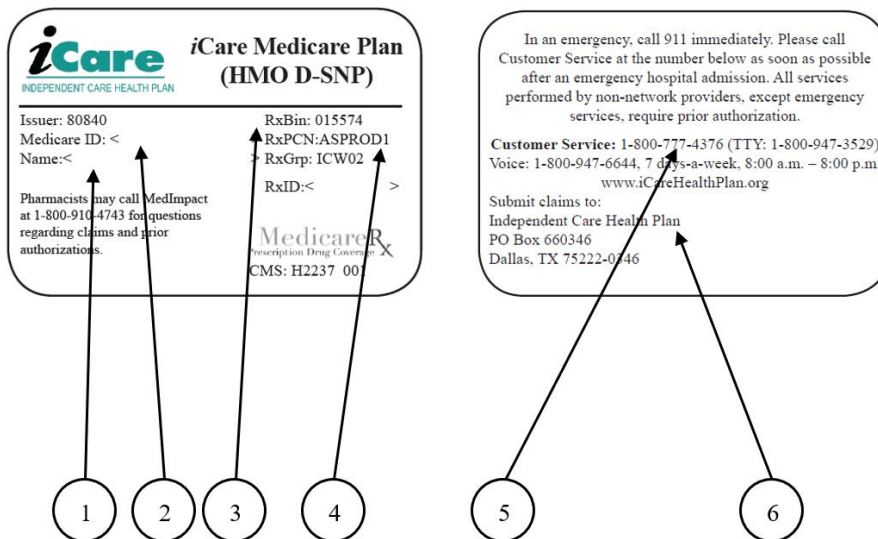 iCare
INDEPENDENT CARE HEALTH PLAN
iCare Medicare Plan
(HMO D-SNP)
Issuer: 80840
Medicare ID: <
Name:< >
Pharmacists may call MedImpact
at 1-800-910-4743 for questions
regarding claims and prior
authorizations.
RxBin: 015574
RxPCN:ASPROD1
RxGrp: ICW02
RxID:< >
MedicareRx
Prescription Drug Coverage
CMS: H2237 001
In an emergency, call 911 immediately. Please call
Customer Service at the number below as soon as possible
after an emergency hospital admission. All services
performed by non-network providers, except emergency
services, require prior authorization.
Customer Service: 1-800-777-4376 (TTY: 1-800-947-3529)
Voice: 1-800-947-6644, 7 days-a-week, 8:00 a.m. – 8:00 p.m.
www.iCareHealthPlan.org
Submit claims to:
Independent Care Health Plan
PO Box 660346
Dallas, TX 75222-0346
1
2
3
4
5
6